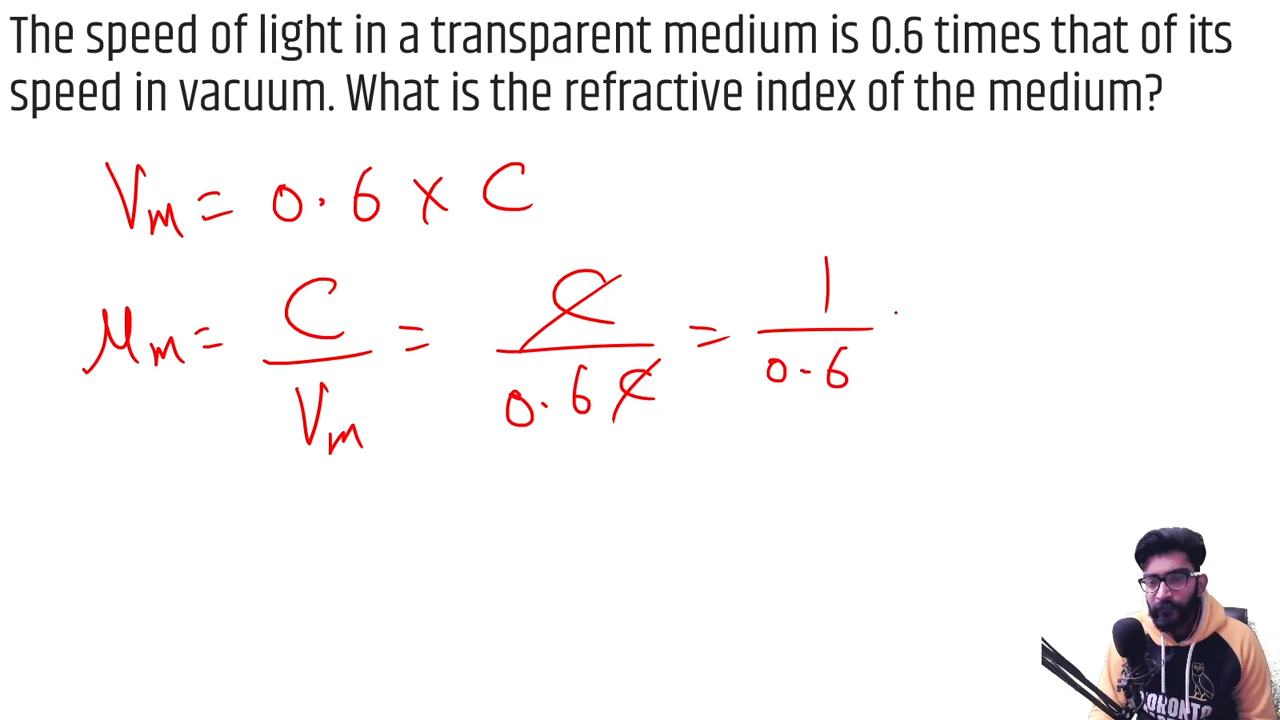 The speed of light in a transparent medium is 0.6 times that of its
speed in vacuum. What is the refractive index of the medium?
Vm = 0.6 × C
μm = C/Vm = C/0.6C = 1/0.6
TORONTO